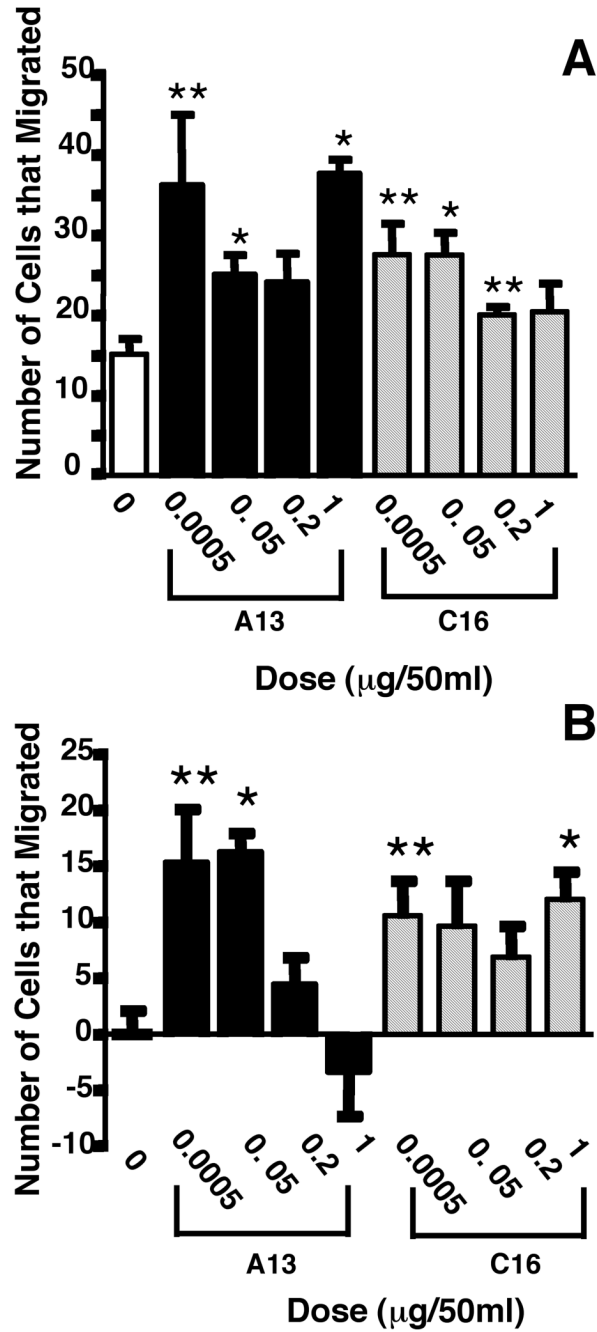 A
Number of Cells that Migrated
50
40
30
20
10
0
** * * ** * **
0 0.0005 0.05 0.2 1 0.0005 0.05 0.2 1
A13 C16
Dose (μg/50ml)
B
Number of Cells that Migrated
25
20
15
10
5
0
-5
-10
** * ** *
0 0.0005 0.05 0.2 1 0.0005 0.05 0.2 1
A13 C16
Dose (μg/50ml)